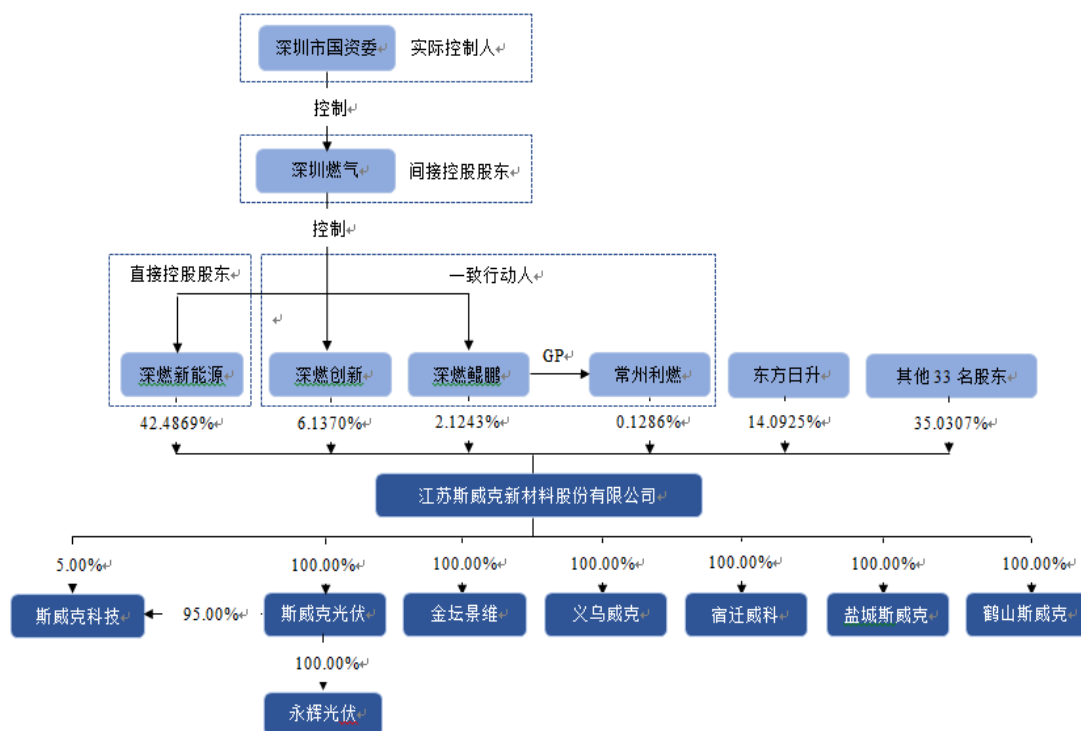 深圳市国资委 实际控制人
控制
深圳燃气 间接控股股东
控制
直接控股股东 一致行动人
深燃新能源 深燃创新 深燃鲲鹏 GP 常州利燃 东方日升 其他 33 名股东
42.4869% 6.1370% 2.1243% 0.1286% 14.0925% 35.0307%
江苏斯威克新材料股份有限公司
5.00% 100.00% 100.00% 100.00% 100.00% 100.00% 100.00%
斯威克科技 95.00% 斯威克光伏 金坛景维 义乌威克 宿迁威科 盐城斯威克 鹤山斯威克
100.00%
永辉光伏